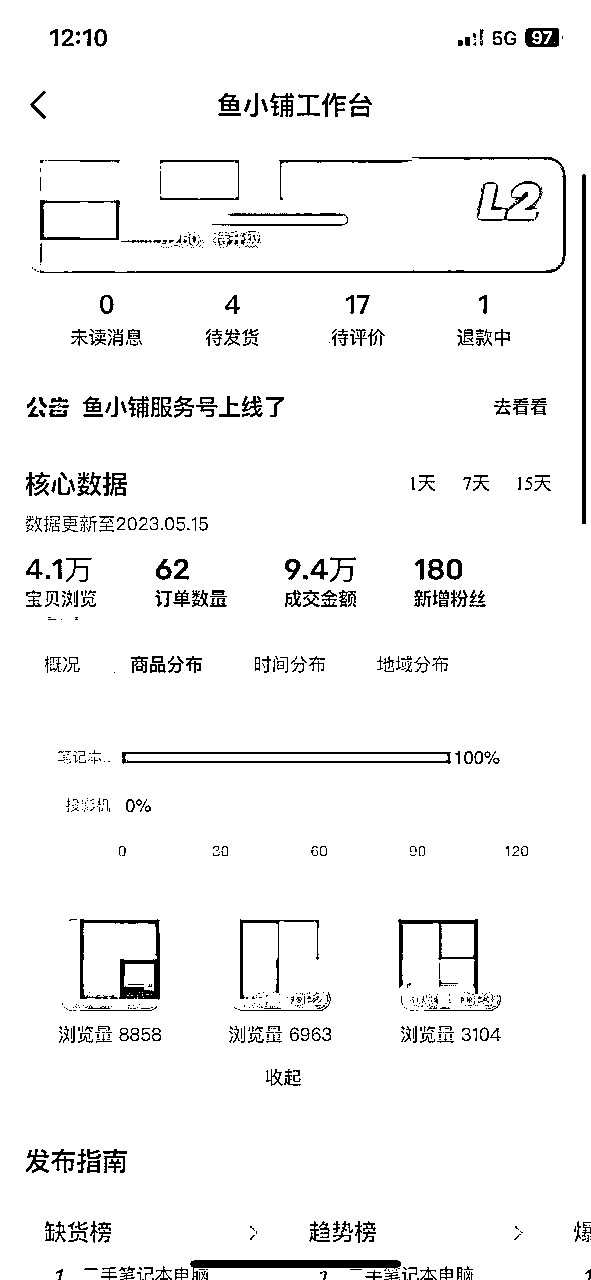 12:10 5G 97
鱼小铺工作台
L2
待升级
0 4 17 1
未读消息 待发货 待评价 退款中
公告 鱼小铺服务号上线了 去看看
核心数据 1天 7天 15天
数据更新至2023.05.15
4.1万 62 9.4万 180
宝贝浏览 订单数量 成交金额 新增粉丝
概况 商品分布 时间分布 地域分布
笔记本.. 100%
投影机 0%
0 30 60 90 120
浏览量 8858 浏览量 6963 浏览量 3104
收起
发布指南
缺货榜 趋势榜
1 二手笔记本电脑 1 二手笔记本电脑 1